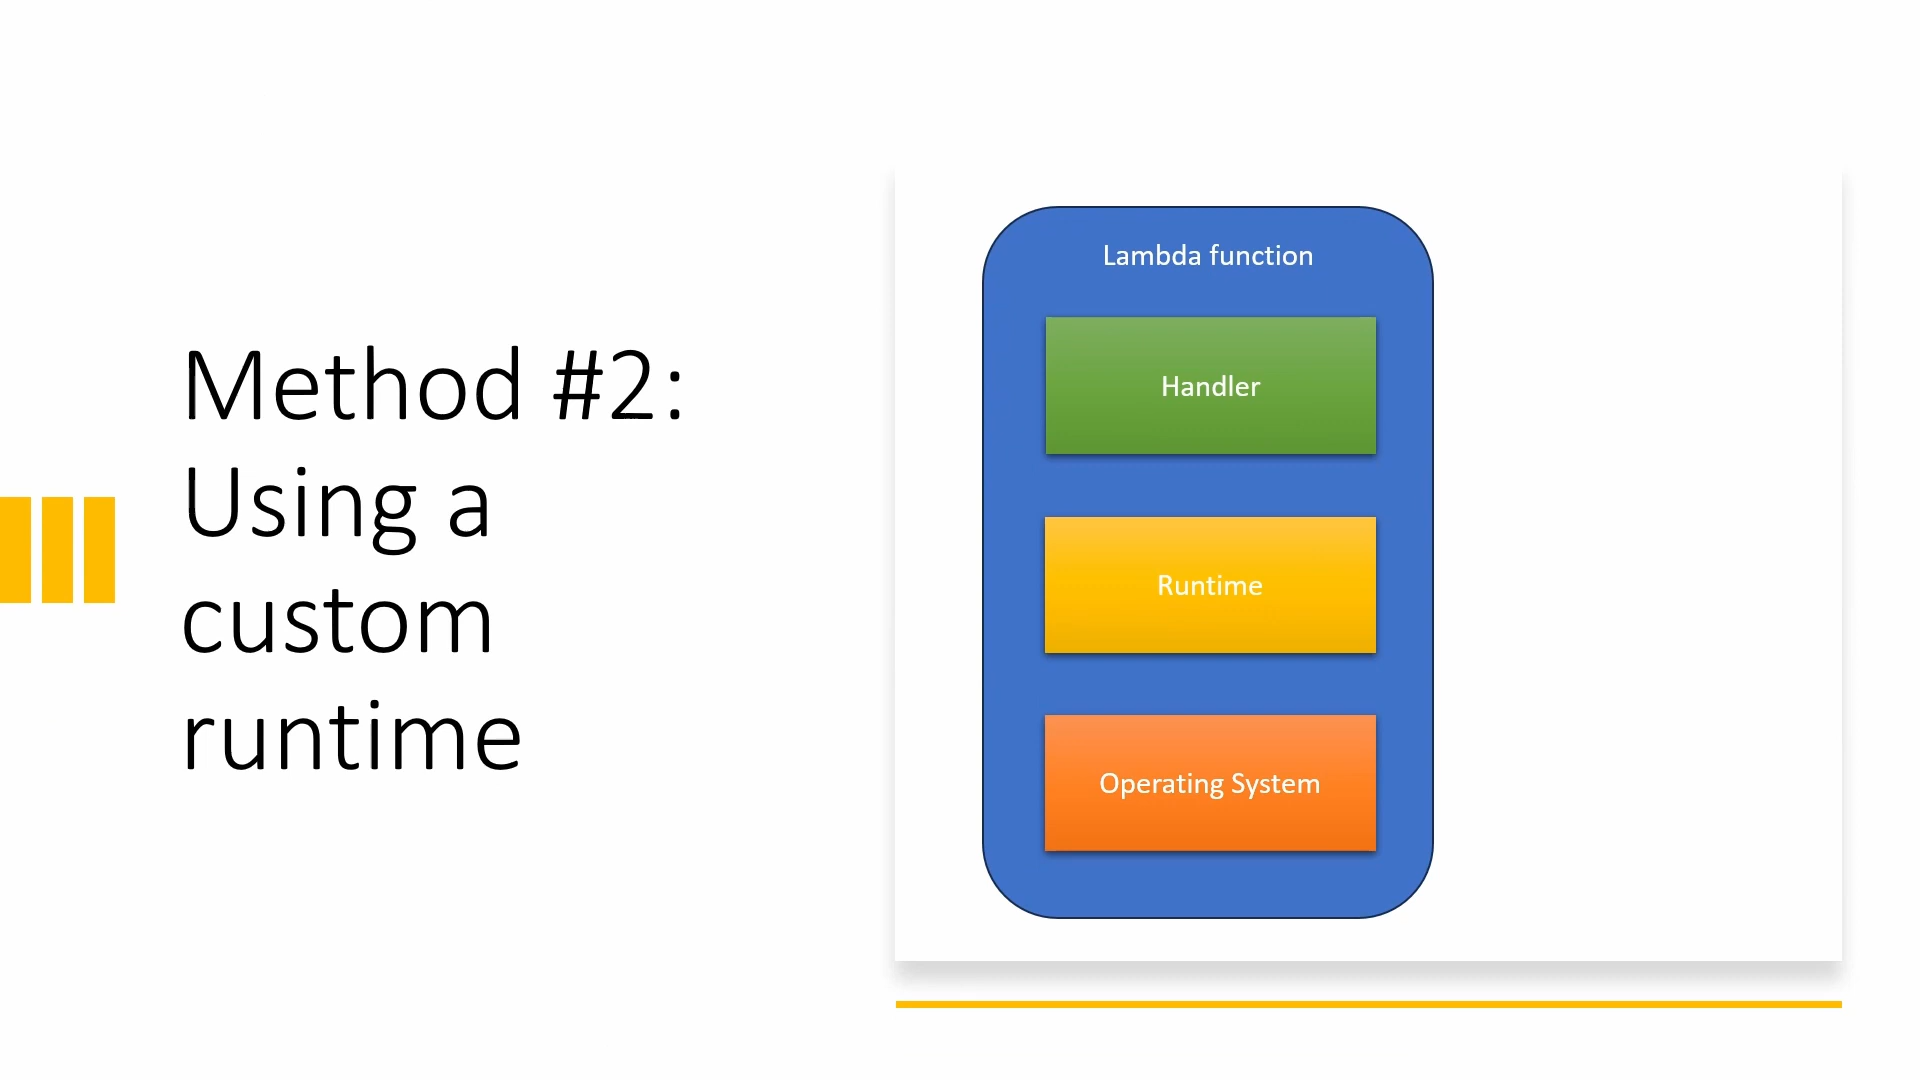 Method #2:
Using a
custom
runtime
Lambda function
Handler
Runtime
Operating System